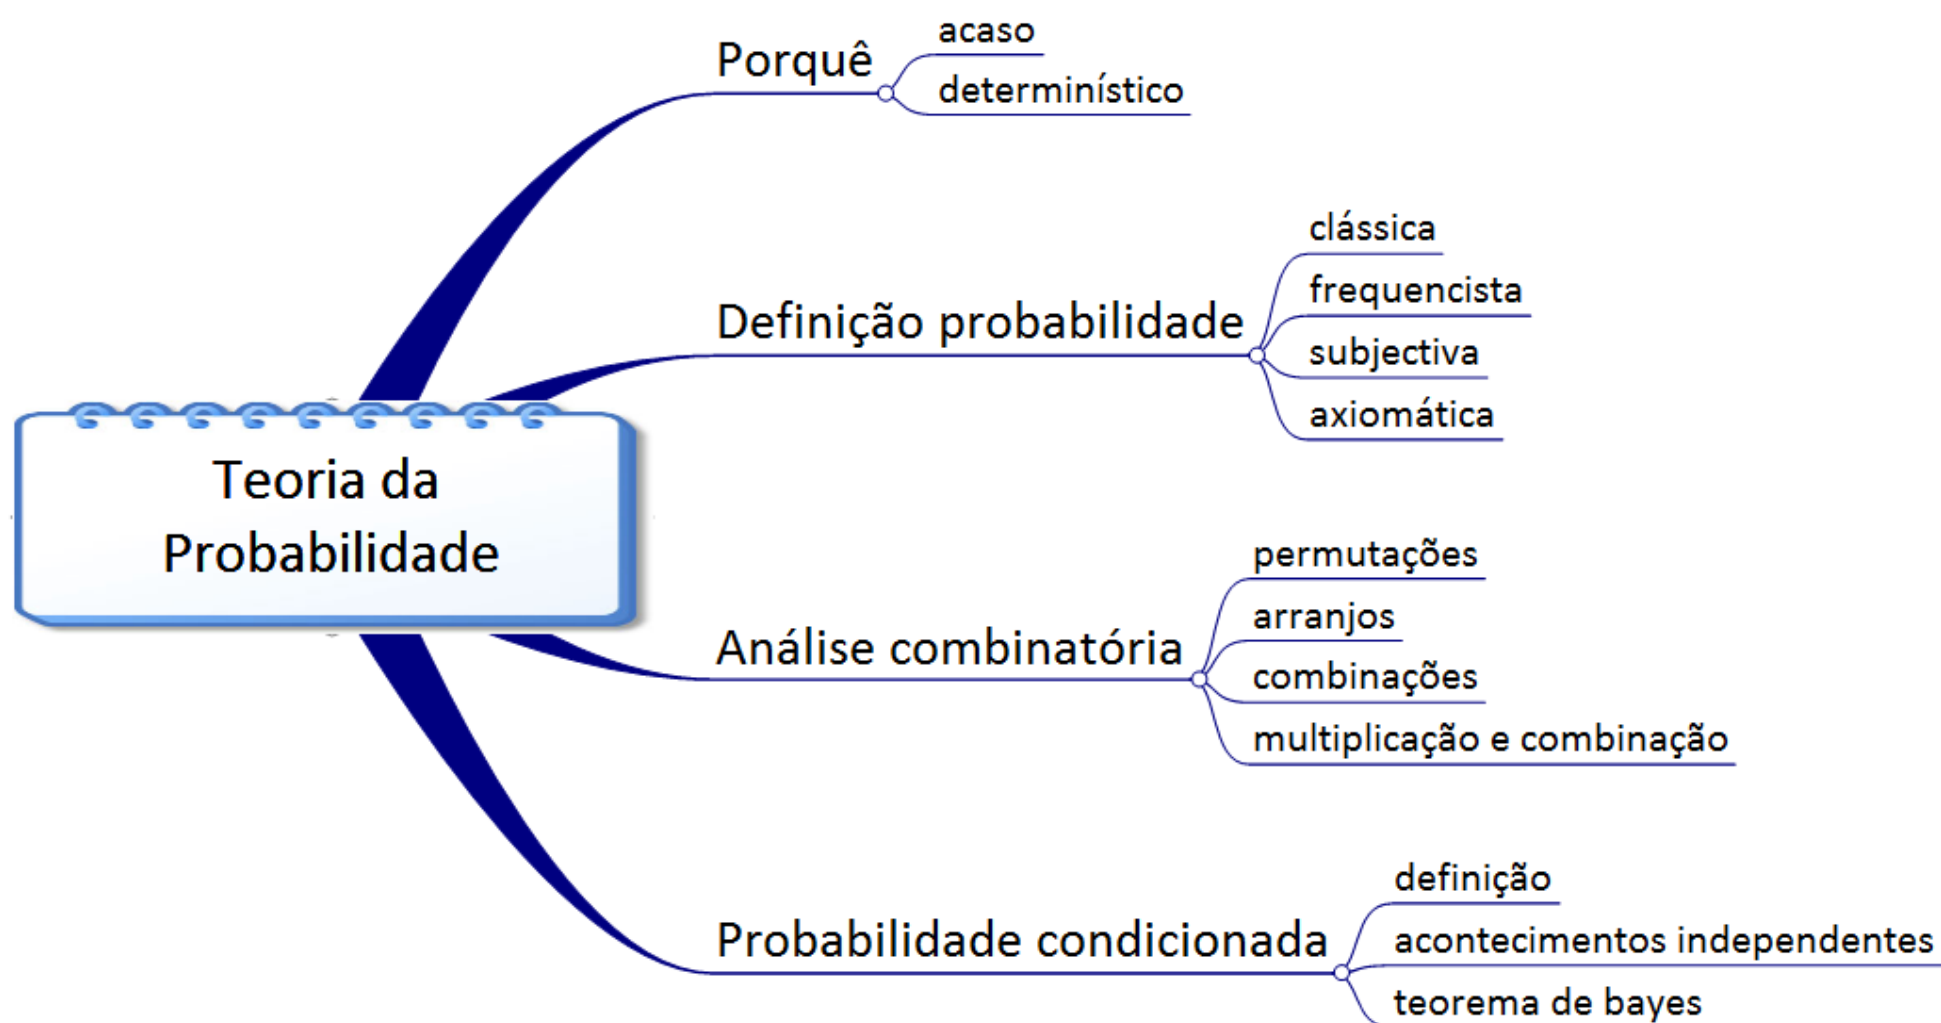 Teoria da
Probabilidade
Porquê
acaso
determinístico
Definição probabilidade
clássica
frequencista
subjectiva
axiomática
Análise combinatória
permutações
arranjos
combinações
multiplicação e combinação
Probabilidade condicionada
definição
acontecimentos independentes
teorema de bayes